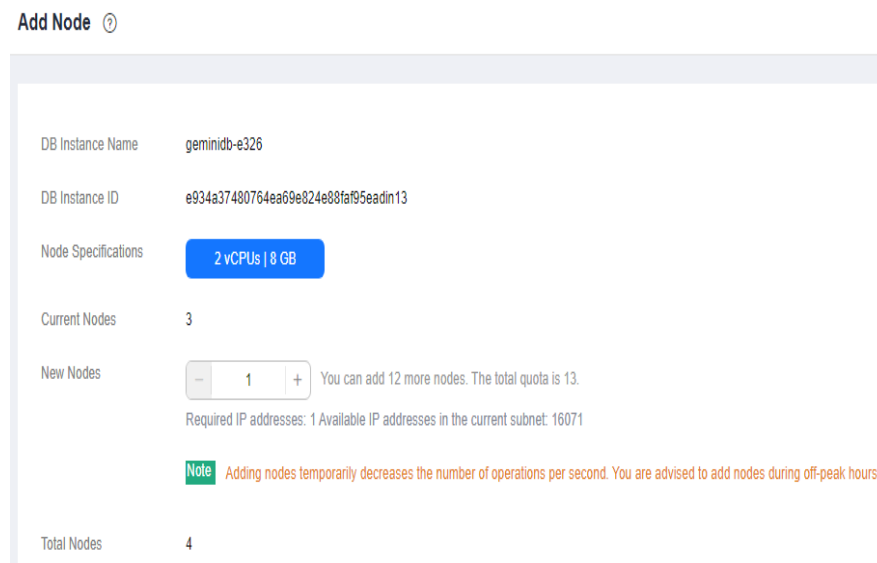 Add Node ?
DB Instance Name geminidb-e326
DB Instance ID e934a37480764ea69e824e88faf95eadin13
Node Specifications 2 vCPUs | 8 GB
Current Nodes 3
New Nodes − 1 + You can add 12 more nodes. The total quota is 13.
Required IP addresses: 1 Available IP addresses in the current subnet: 16071
Note Adding nodes temporarily decreases the number of operations per second. You are advised to add nodes during off-peak hours
Total Nodes 4